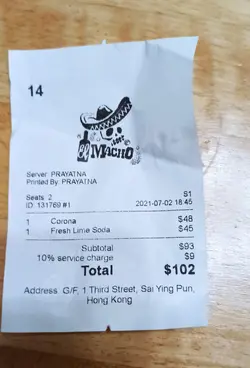 14
El MACHO
Server: PRAYATNA
Printed By: PRAYATNA
Seats: 2 S1
ID: 131769 #1 2021-07-02 18:45
1 Corona $48
1 Fresh Lime Soda $45
Subtotal $93
10% service charge $9
Total $102
Address: G/F, 1 Third Street, Sai Ying Pun,
Hong Kong